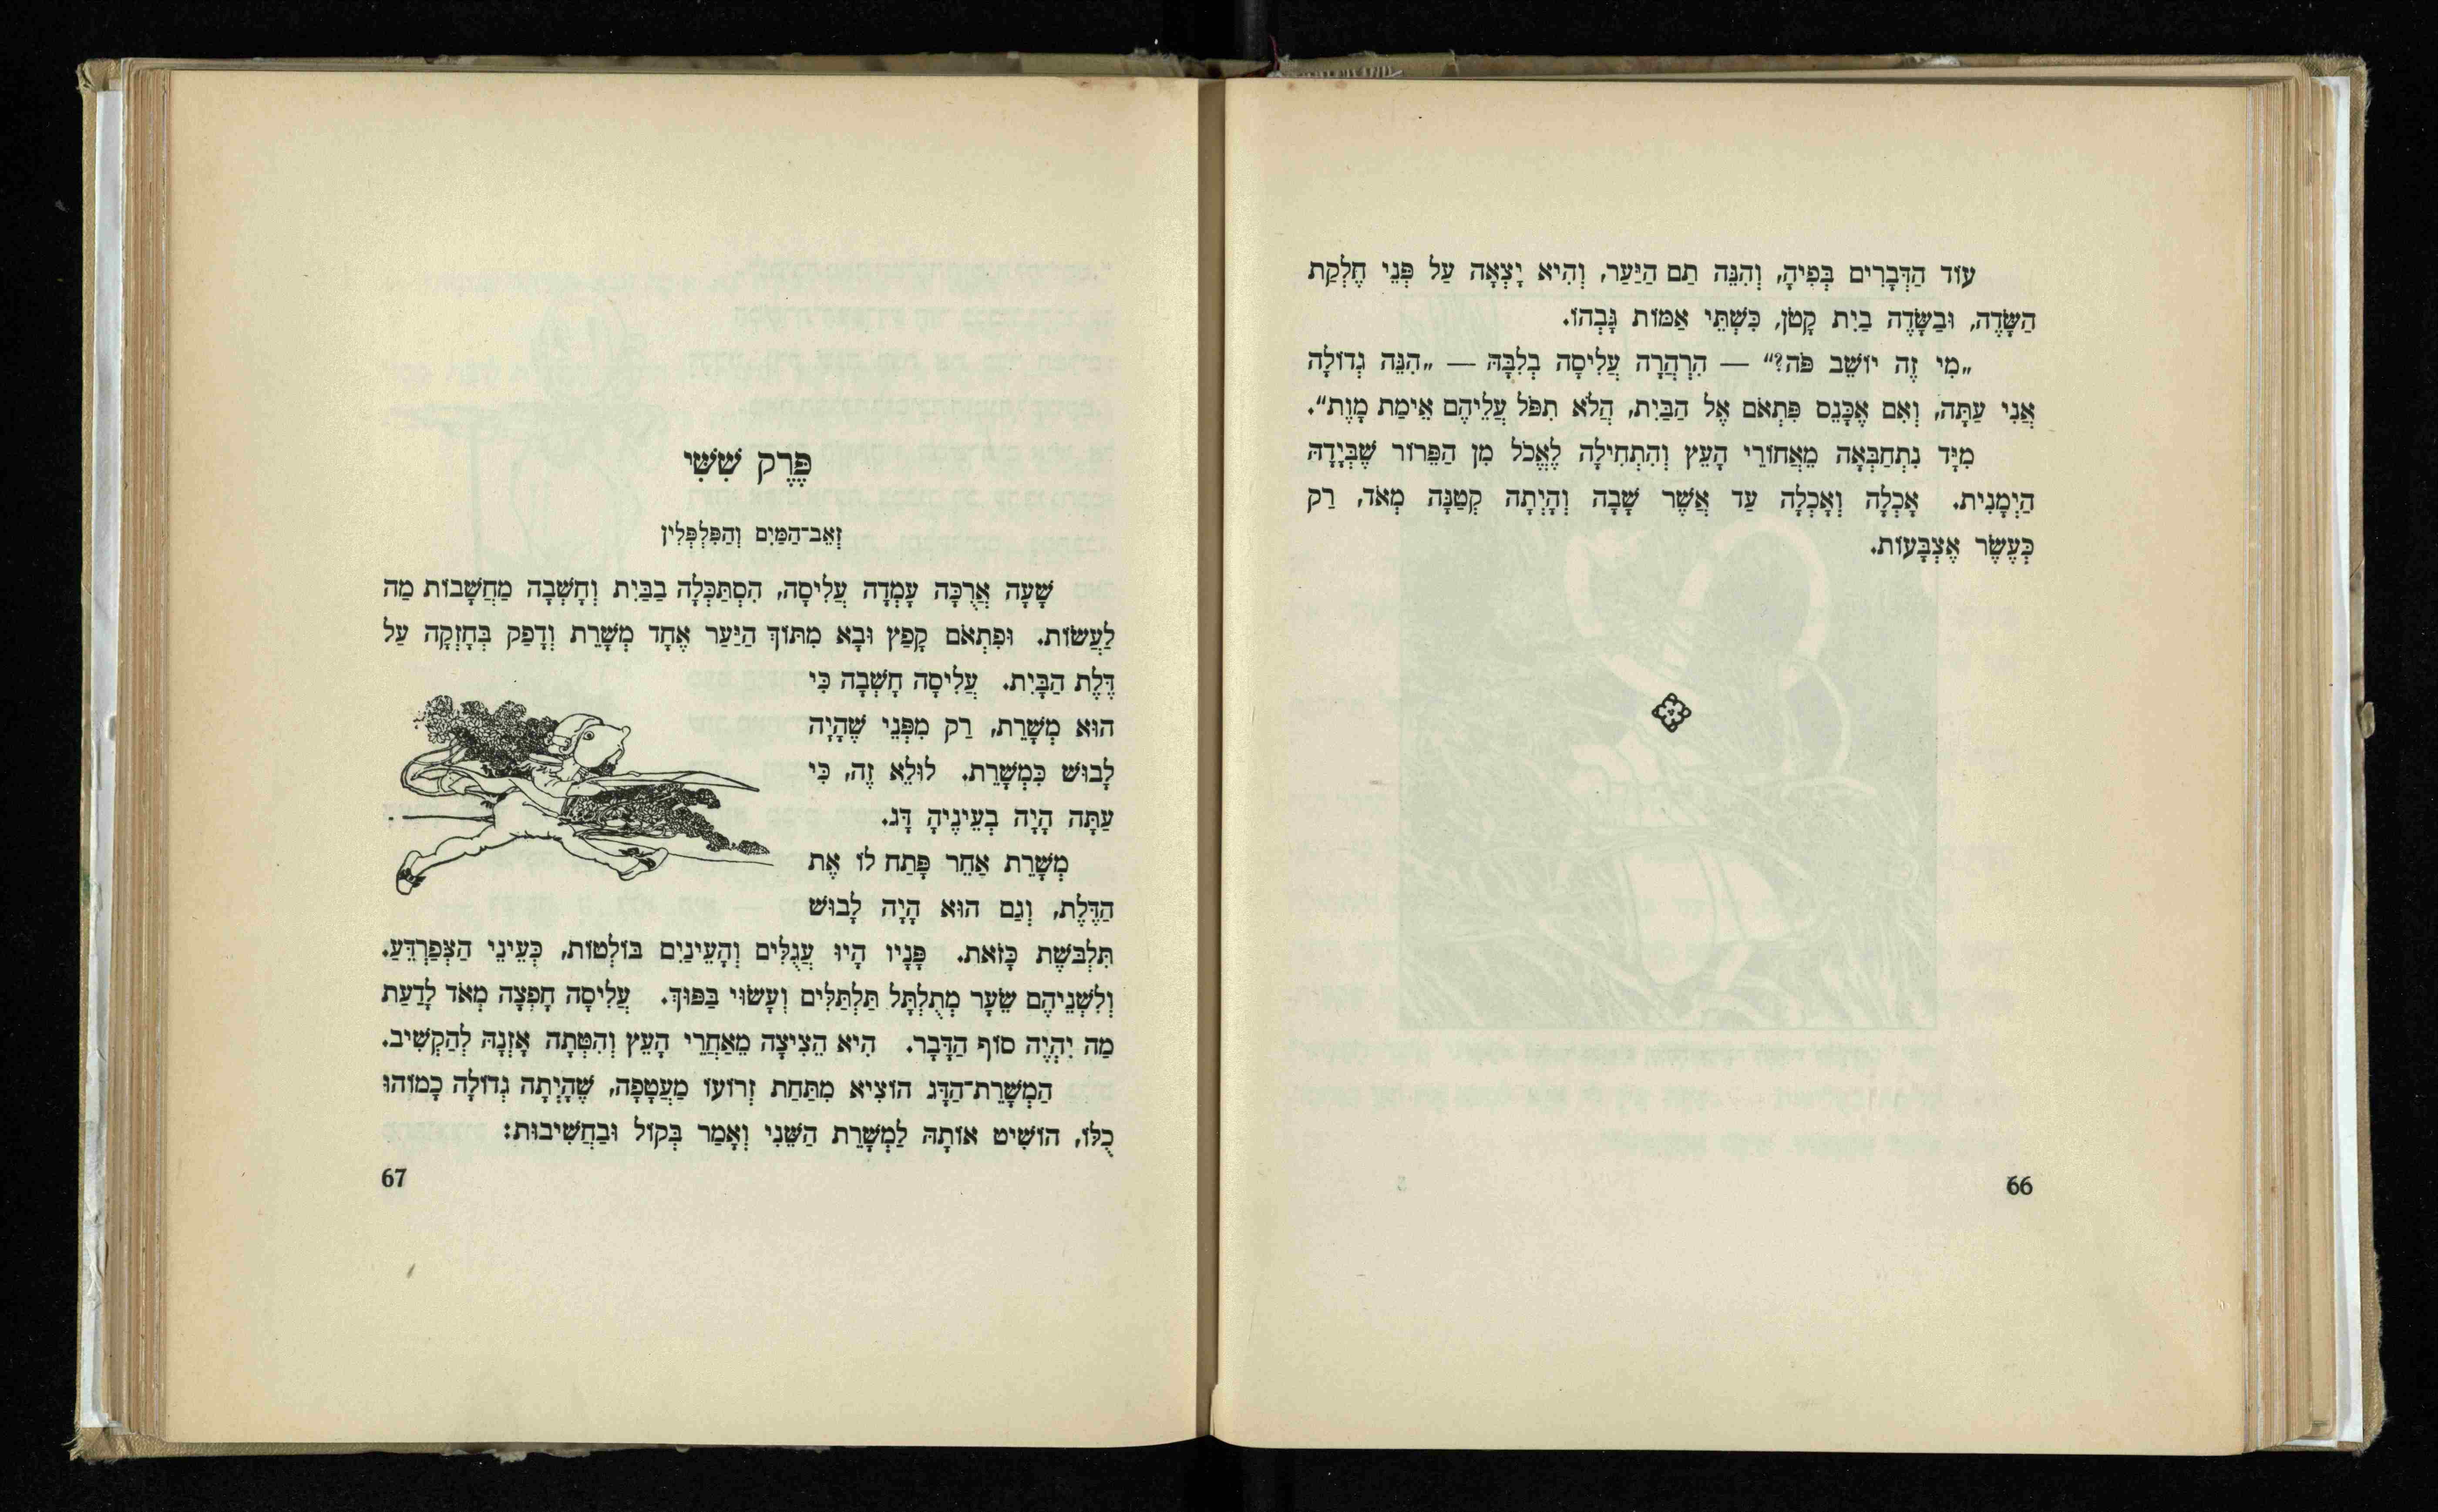 עוֹד הַדְּבָרִים בְּפִיהָ, וְהִנֵּה תַם הַיַּעַר, וְהִיא יָצְאָה עַל פְּנֵי חֶלְקַת
הַשָּׂדֶה, וּבַשָּׂדֶה בַּיִת קָטֹן, כִּשְׁתֵּי אַמּוֹת גָּבְהוֹ.
„מִי זֶה יוֹשֵׁב פֹּה?“ — הִרְהֲרָה עֲלִיסָה בְלִבָּהּ — „הִנֵּה גְדוֹלָה
אֲנִי עַתָּה, וְאִם אֶכָּנֵס פִּתְאֹם אֶל הַבַּיִת, הֲלֹא תִפֹּל עֲלֵיהֶם אֵימַת מָוֶת“.
מִיָּד נִתְחַבְּאָה מֵאֲחוֹרֵי הָעֵץ וְהִתְחִילָה לֶאֱכֹל מִן הַפֵּרוּר שֶׁבְּיָדָהּ
הַיְמָנִית. אָכְלָה וְאָכְלָה עַד אֲשֶׁר שָׁבָה וְהָיְתָה קְטַנָּה מְאֹד, רַק
כְּעֶשֶׂר אֶצְבָּעוֹת.
66
פֶּרֶק שִׁשִּׁי
זְאֵב־הַמַּיִם וְהַפִּלְפְּלִין
שָׁעָה אֲרֻכָּה עָמְדָה עֲלִיסָה, הִסְתַּכְּלָה בַבַּיִת וְחָשְׁבָה מַחֲשָׁבוֹת מַה
לַעֲשׂוֹת. וּפִתְאֹם קָפַץ וּבָא מִתּוֹךְ הַיַּעַר אֶחָד מְשָׁרֵת וְדָפַק בְּחָזְקָה עַל
דֶּלֶת הַבָּיִת. עֲלִיסָה חָשְׁבָה כִּי
הוּא מְשָׁרֵת, רַק מִפְּנֵי שֶׁהָיָה
לָבוּשׁ כִּמְשָׁרֵת. לוּלֵא זֶה, כִּי
עַתָּה הָיָה בְעֵינֶיהָ דָּג.
מְשָׁרֵת אַחֵר פָּתַח לוֹ אֶת
הַדֶּלֶת, וְגַם הוּא הָיָה לָבוּשׁ
תִּלְבֹּשֶׁת כָּזֹאת. פָּנָיו הָיוּ עֲגֻלִּים וְהָעֵינַיִם בּוֹלְטוֹת, כְּעֵינֵי הַצְּפַרְדֵּעַ.
וְלִשְׁנֵיהֶם שֵׂעָר מְתֻלְתָּל תַּלְתַּלִּים וְעָשׂוּי בַּפּוּךְ. עֲלִיסָה חָפְצָה מְאֹד לָדַעַת
מַה יִּהְיֶה סוֹף הַדָּבָר. הִיא הֵצִיצָה מֵאַחֲרֵי הָעֵץ וְהִטְּתָה אָזְנָהּ לְהַקְשִׁיב.
הַמְשָׁרֵת־הַדָּג הוֹצִיא מִתַּחַת זְרוֹעוֹ מַעֲטָפָה, שֶׁהָיְתָה גְדוֹלָה כָמוֹהוּ
כֻלּוֹ, הוֹשִׁיט אוֹתָהּ לַמְשָׁרֵת הַשֵּׁנִי וְאָמַר בְּקוֹל וּבַחֲשִׁיבוּת:
67